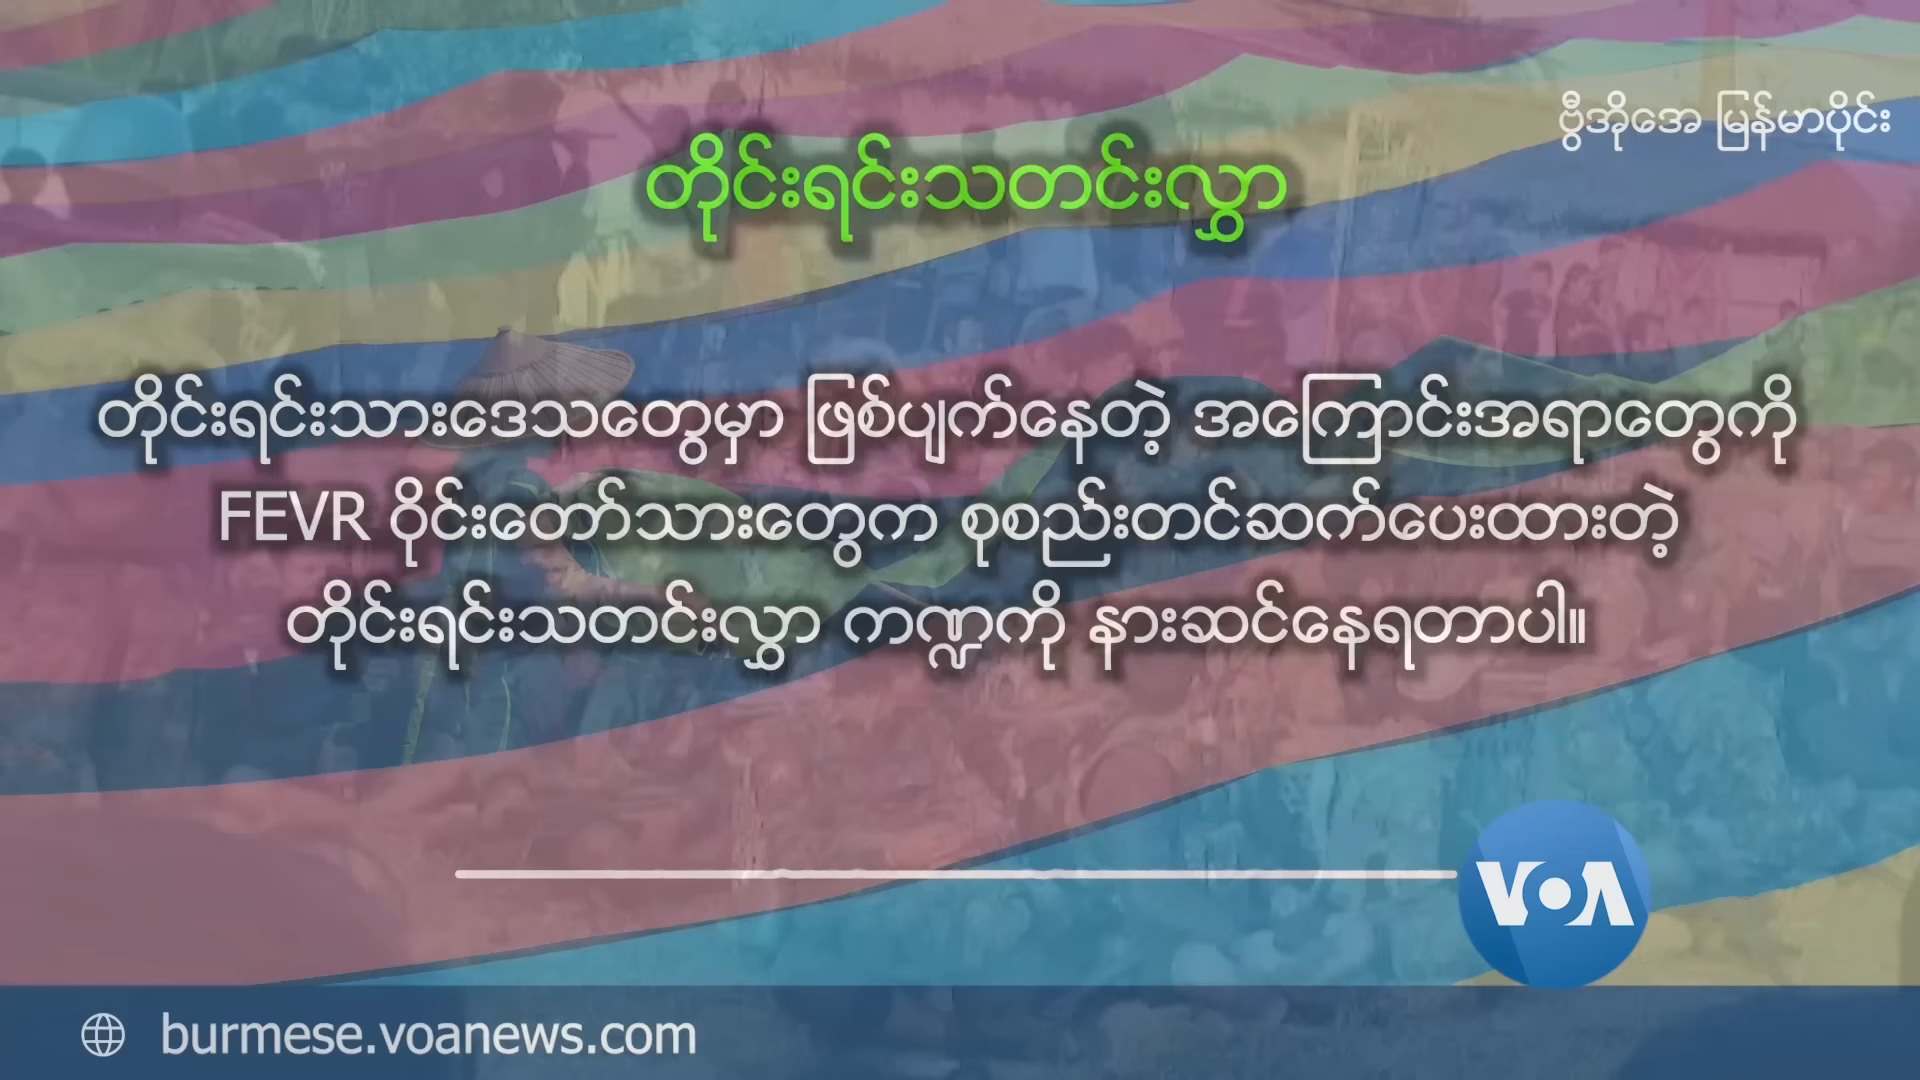 ဗွီအိုအေ မြန်မာပိုင်း
တိုင်းရင်းသတင်းလွှာ
တိုင်းရင်းသားဒေသတွေမှာ ဖြစ်ပျက်နေတဲ့ အကြောင်းအရာတွေကို
FEVR ဝိုင်းတော်သားတွေက စုစည်းတင်ဆက်ပေးထားတဲ့
တိုင်းရင်းသတင်းလွှာ ကဏ္ဍကို နားဆင်နေရတာပါ။
VOA
burmese.voanews.com